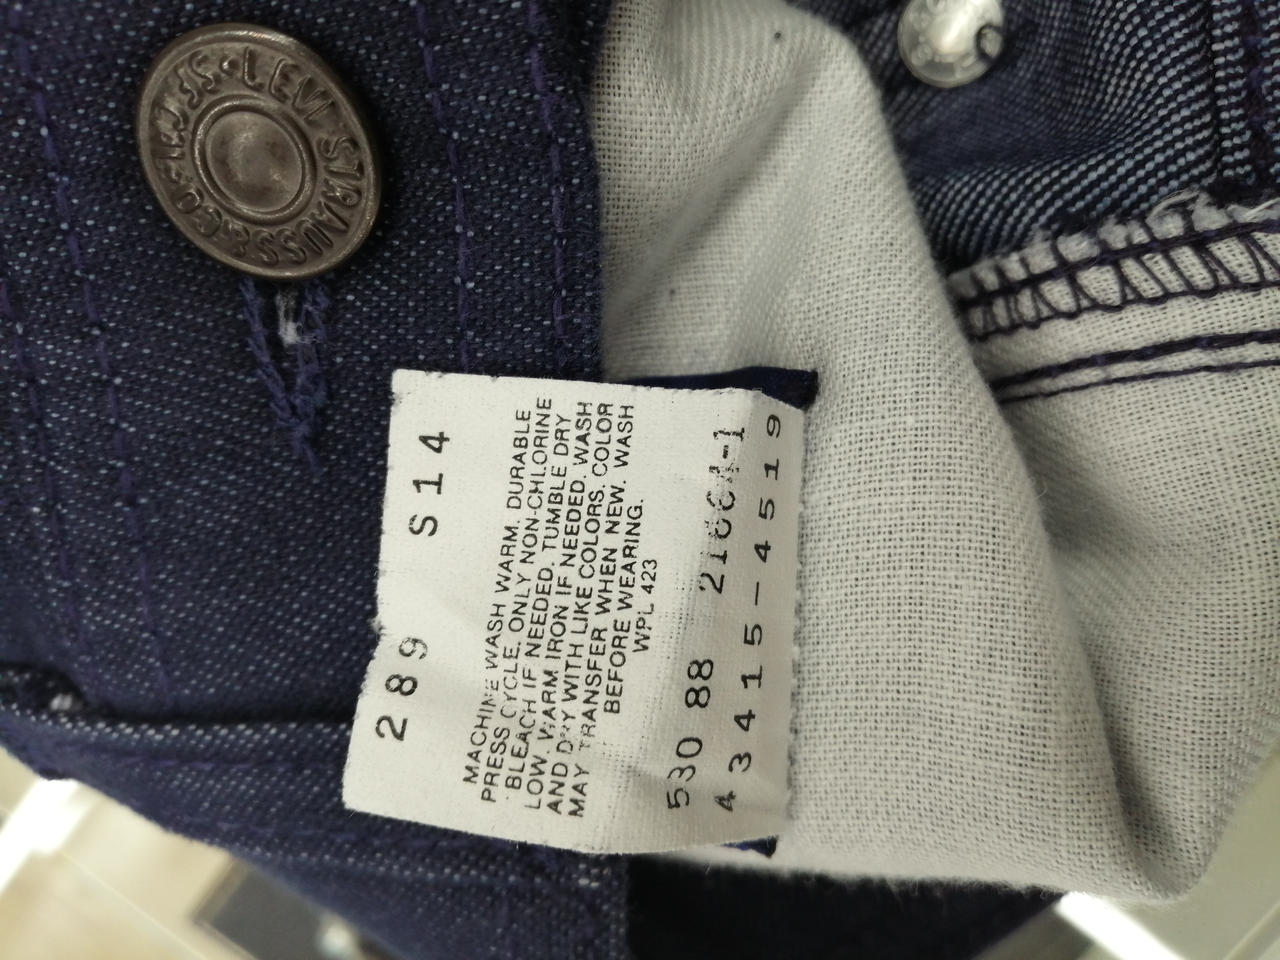 LEVI STRAUSS & CO
289 S14
MACHINE WASH WARM. DURABLE
PRESS CYCLE. ONLY NON-CHLORINE
BLEACH IF NEEDED. TUMBLE DRY
LOW. WARM IRON IF NEEDED. WASH
AND DRY WITH LIKE COLORS. COLOR
MAY TRANSFER WHEN NEW. WASH
BEFORE WEARING.
WPL 423
530 88
43415-4519